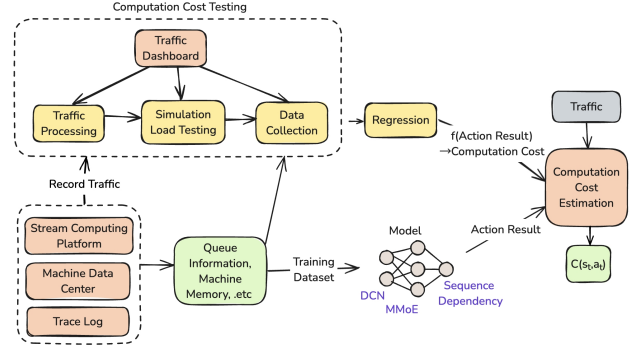 Computation Cost Testing
Traffic
Dashboard
Traffic
Processing
Simulation
Load Testing
Data
Collection
Regression
f(Action Result)
→Computation Cost
Traffic
Computation
Cost
Estimation
C(st,at)
Record Traffic
Stream Computing
Platform
Machine Data
Center
Trace Log
Queue
Information,
Machine
Memory, .etc
Training
Dataset
Model
DCN
MMoE
Sequence
Dependency
Action Result